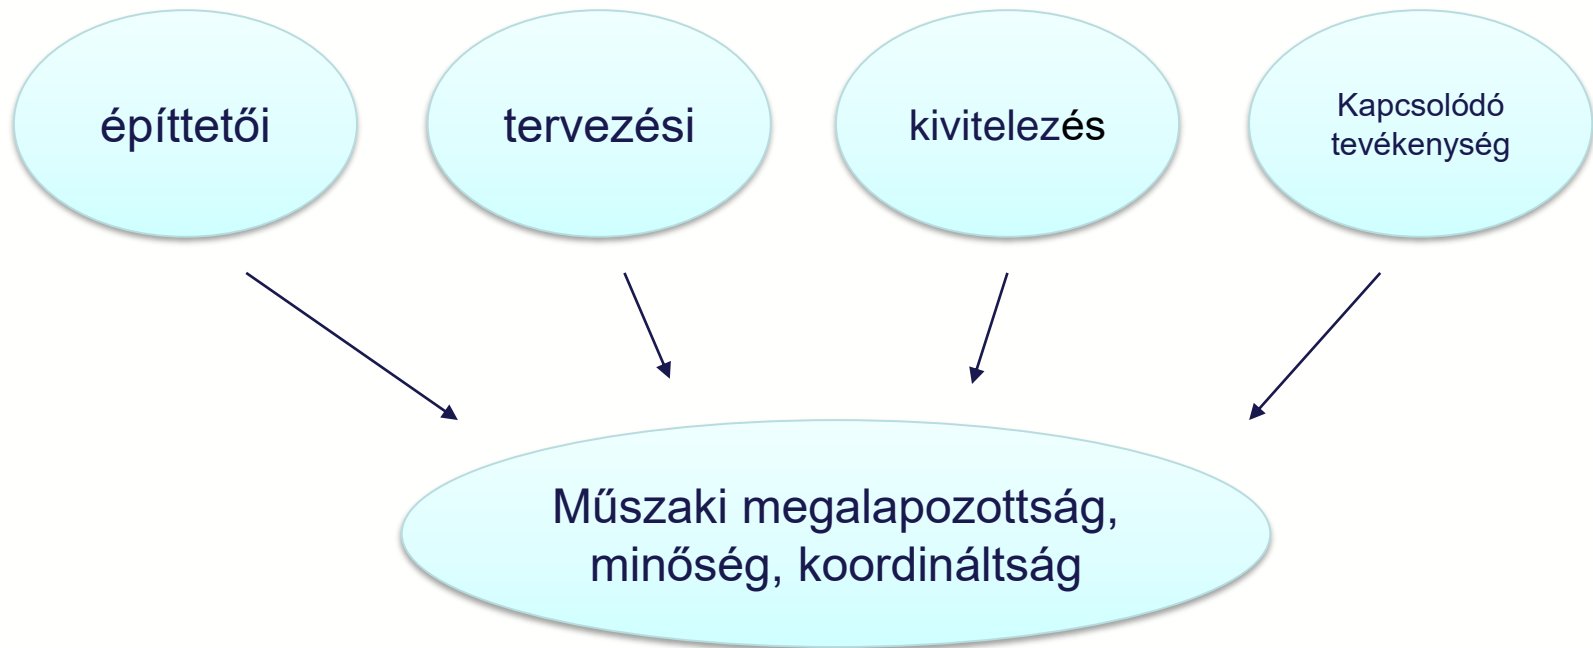 építtetői
tervezési
kivitelezés
Kapcsolódó
tevékenység
Műszaki megalapozottság,
minőség, koordináltság